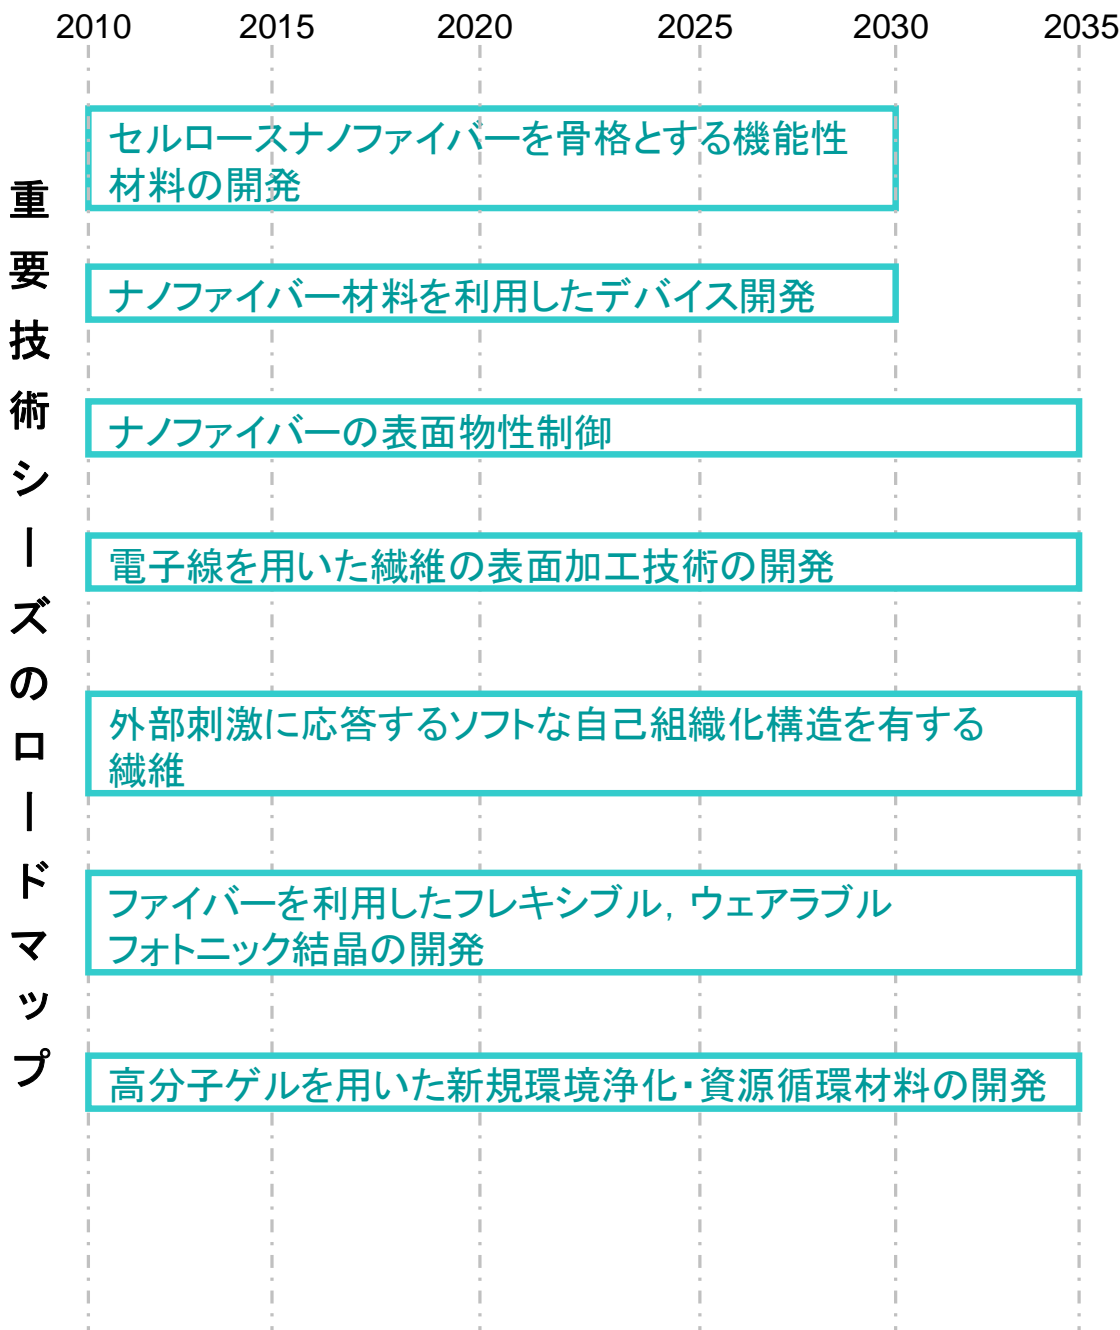 2010 2015 2020 2025 2030 2035
重要技術シーズのロードマップ
セルロースナノファイバーを骨格とする機能性
材料の開発
ナノファイバー材料を利用したデバイス開発
ナノファイバーの表面物性制御
電子線を用いた繊維の表面加工技術の開発
外部刺激に応答するソフトな自己組織化構造を有する
繊維
ファイバーを利用したフレキシブル，ウェアラブル
フォトニック結晶の開発
高分子ゲルを用いた新規環境浄化・資源循環材料の開発